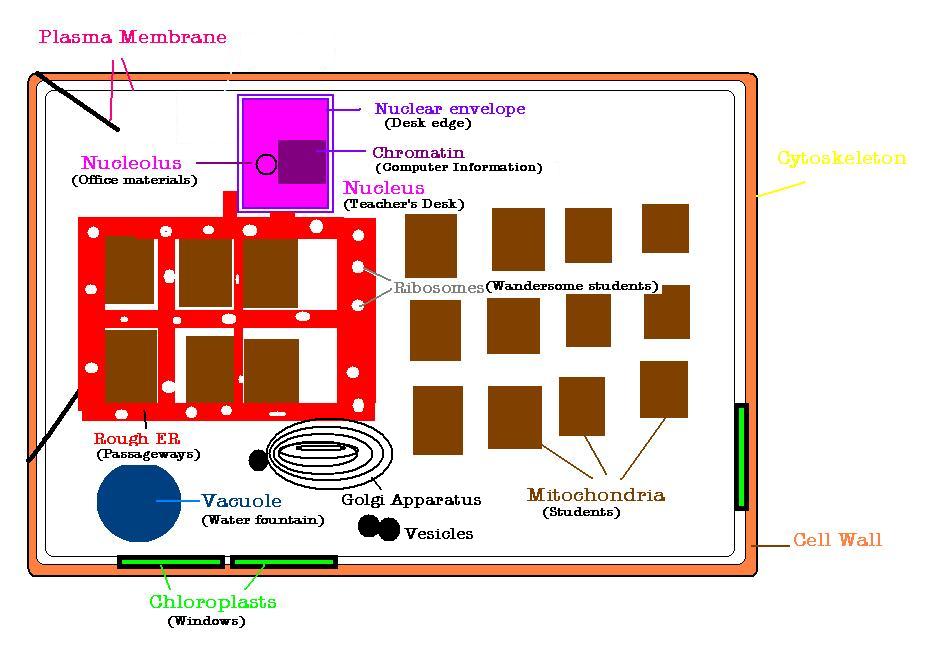 Plasma Membrane
Nuclear envelope
(Desk edge)
Chromatin
(Computer Information)
Nucleolus
(Office materials)
Nucleus
(Teacher's Desk)
Cytoskeleton
Ribosomes(Wandersome students)
Rough ER
(Passageways)
Vacuole
(Water fountain)
Golgi Apparatus
Vesicles
Mitochondria
(Students)
Cell Wall
Chloroplasts
(Windows)